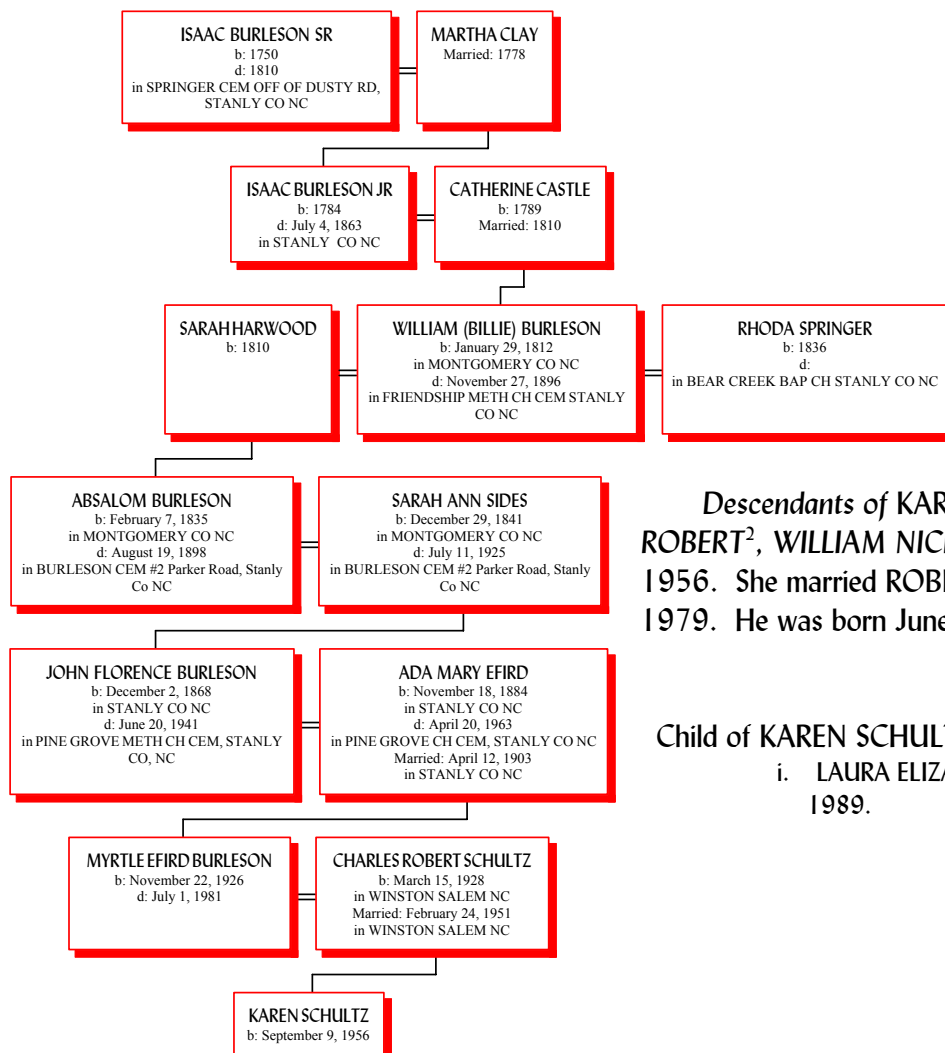 ISAAC BURLESON SR
b: 1750
d: 1810
in SPRINGER CEM OFF OF DUSTY RD,
STANLY CO NC
MARTHA CLAY
Married: 1778
ISAAC BURLESON JR
b: 1784
d: July 4, 1863
in STANLY CO NC
CATHERINE CASTLE
b: 1789
Married: 1810
SARAH HARWOOD
b: 1810
WILLIAM (BILLIE) BURLESON
b: January 29, 1812
in MONTGOMERY CO NC
d: November 27, 1896
in FRIENDSHIP METH CH CEM STANLY
CO NC
RHODA SPRINGER
b: 1836
d:
in BEAR CREEK BAP CH STANLY CO NC
ABSALOM BURLESON
b: February 7, 1835
in MONTGOMERY CO NC
d: August 19, 1898
in BURLESON CEM #2 Parker Road, Stanly
Co NC
SARAH ANN SIDES
b: December 29, 1841
in MONTGOMERY CO NC
d: July 11, 1925
in BURLESON CEM #2 Parker Road, Stanly
Co NC
Descendants of KAR
ROBERT², WILLIAM NIC
1956. She married ROB
1979. He was born June
JOHN FLORENCE BURLESON
b: December 2, 1868
in STANLY CO NC
d: June 20, 1941
in PINE GROVE METH CH CEM, STANLY
CO, NC
ADA MARY EFIRD
b: November 18, 1884
in STANLY CO NC
d: April 20, 1963
in PINE GROVE CH CEM, STANLY CO NC
Married: April 12, 1903
in STANLY CO NC
Child of KAREN SCHULT
i. LAURA ELIZ
1989.
MYRTLE EFIRD BURLESON
b: November 22, 1926
d: July 1, 1981
CHARLES ROBERT SCHULTZ
b: March 15, 1928
in WINSTON SALEM NC
Married: February 24, 1951
in WINSTON SALEM NC
KAREN SCHULTZ
b: September 9, 1956